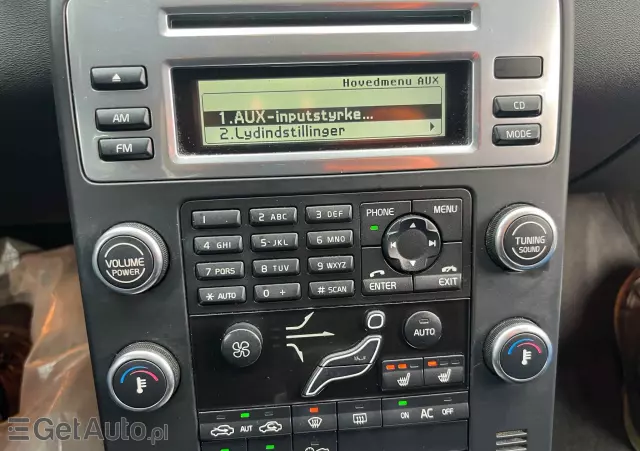 Hovedmenu AUX
1.AUX-inputstyrke...
2.Lydindstillinger
AM
FM
CD
MODE
1
2 ABC
3 DEF
PHONE
MENU
4 GHI
5 JKL
6 MNO
7 PQRS
8 TUV
9 WXYZ
* AUTO
0 +
# SCAN
ENTER
EXIT
VOLUME
POWER
TUNING
SOUND
AUTO
AUT
ON AC OFF
GetAuto.pl